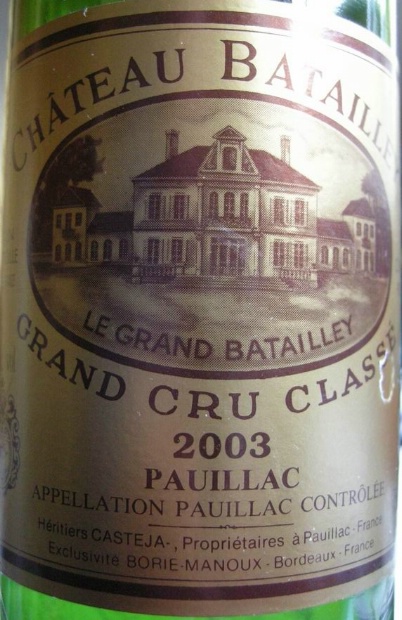 CHÂTEAU BATAILLEY
LE GRAND BATAILLEY
GRAND CRU CLASSÉ
2003
PAUILLAC
APPELLATION PAUILLAC CONTRÔLÉE
Héritiers CASTEJA-, Propriétaires à Pauillac - France
Exclusivité BORIE-MANOUX - Bordeaux - France